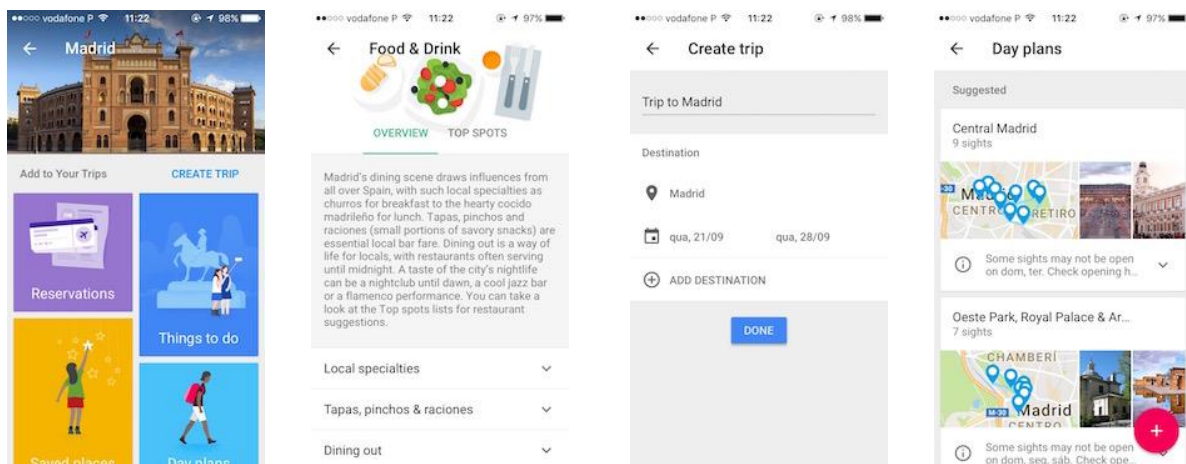 vodafone P 11:22 98%
Madrid
Add to Your Trips CREATE TRIP
Reservations
Things to do
Saved places
Day plans
vodafone P 11:22 97%
Food & Drink
OVERVIEW TOP SPOTS
Madrid's dining scene draws influences from
all over Spain, with such local specialties as
churros for breakfast to the hearty cocido
madrileño for lunch. Tapas, pinchos and
raciones (small portions of savory snacks) are
essential local bar fare. Dining out is a way of
life for locals, with restaurants often serving
until midnight. A taste of the city's nightlife
can be a nightclub until dawn, a cool jazz bar
or a flamenco performance. You can take a
look at the Top spots lists for restaurant
suggestions.
Local specialties
Tapas, pinchos & raciones
Dining out
vodafone P 11:22 98%
Create trip
Trip to Madrid
Destination
Madrid
qua, 21/09 qua, 28/09
ADD DESTINATION
DONE
vodafone P 11:22 97%
Day plans
Suggested
Central Madrid
9 sights
CENTRO RETIRO
Some sights may not be open
on dom, ter. Check opening h...
Oeste Park, Royal Palace & Ar...
7 sights
CHAMBERÍ
M-30 Madrid
CENTRO
Some sights may not be open
on dom, seg, sáb. Check ope...